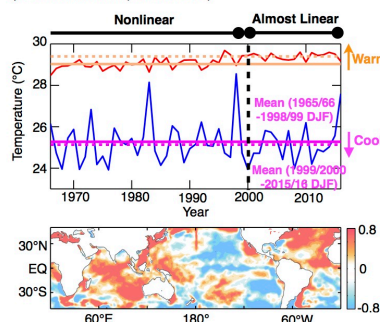 Nonlinear Almost Linear
30
Warm
28
Temperature (°C)
26
Mean (1965/66
-1998/99 DJF)
Coo
24
Mean (1999/2000
-2015/16 DJF)
1970 1980 1990 2000 2010
Year
30°N
EQ
30°S
60°E 180° 60°W
0.8
0
-0.8